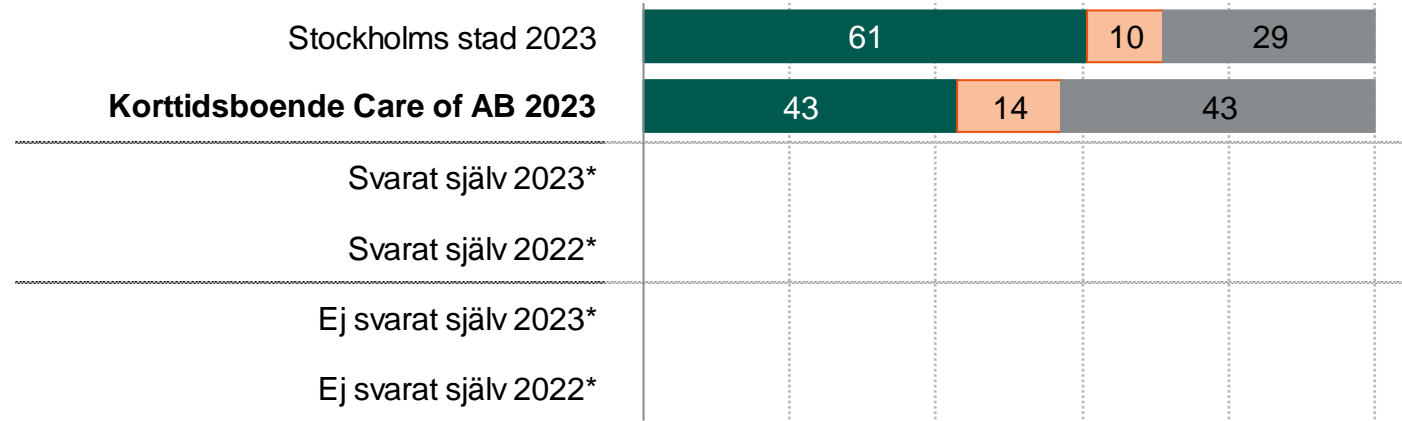 Stockholms stad 2023 61 10 29
Korttidsboende Care of AB 2023 43 14 43
Svarat själv 2023*
Svarat själv 2022*
Ej svarat själv 2023*
Ej svarat själv 2022*